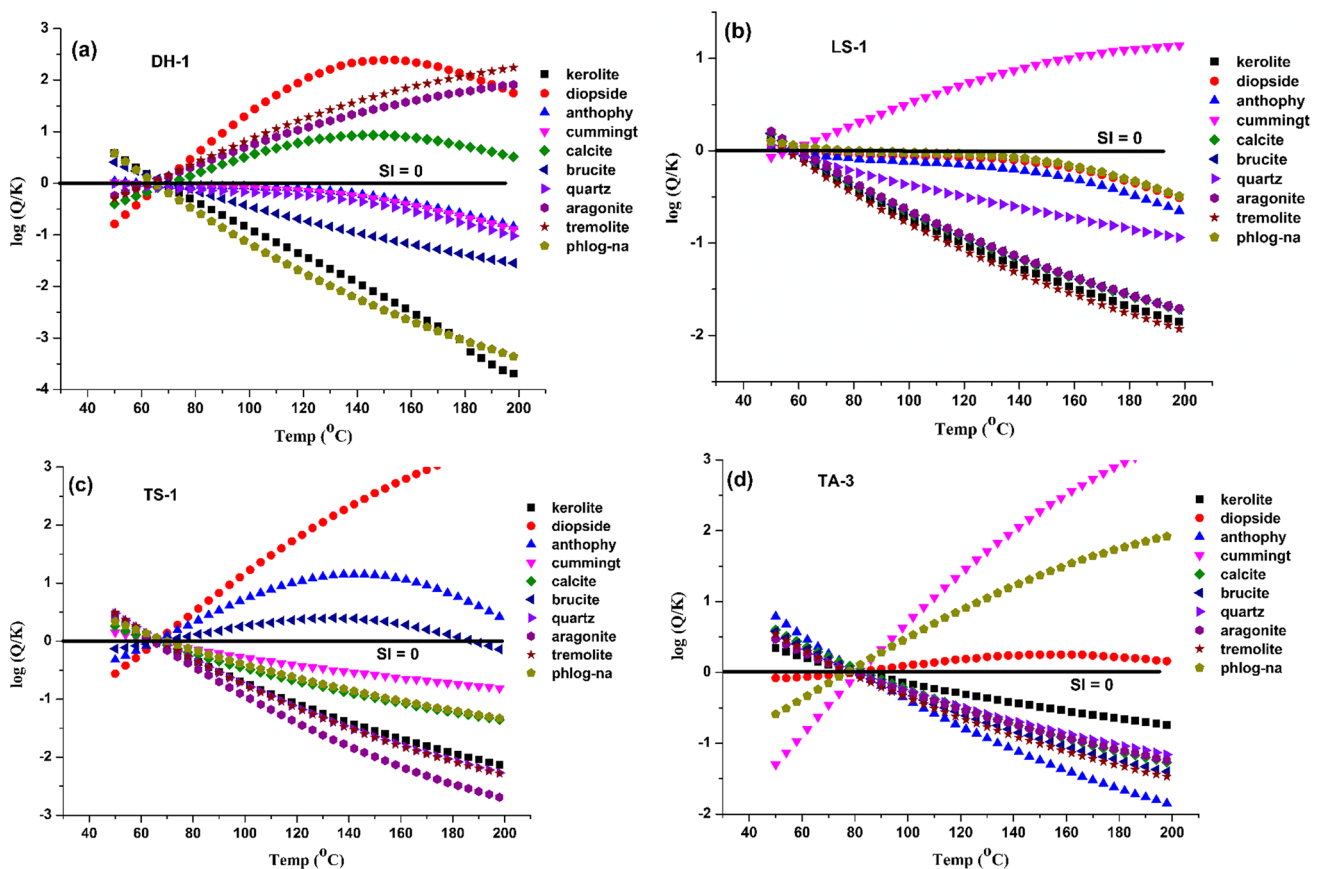 (a)
DH-1
log (Q/K)
3
2
1
0
-1
-2
-3
-4
SI = 0
40 60 80 100 120 140 160 180 200
Temp (°C)
kerolite
diopside
anthophy
cummingt
calcite
brucite
quartz
aragonite
tremolite
phlog-na
(b)
LS-1
log (Q/K)
1
0
-1
-2
SI = 0
40 60 80 100 120 140 160 180 200
Temp (°C)
kerolite
diopside
anthophy
cummingt
calcite
brucite
quartz
aragonite
tremolite
phlog-na
(c)
TS-1
log (Q/K)
3
2
1
0
-1
-2
-3
SI = 0
40 60 80 100 120 140 160 180 200
Temp (°C)
kerolite
diopside
anthophy
cummingt
calcite
brucite
quartz
aragonite
tremolite
phlog-na
(d)
TA-3
log (Q/K)
3
2
1
0
-1
-2
SI = 0
40 60 80 100 120 140 160 180 200
Temp (°C)
kerolite
diopside
anthophy
cummingt
calcite
brucite
quartz
aragonite
tremolite
phlog-na